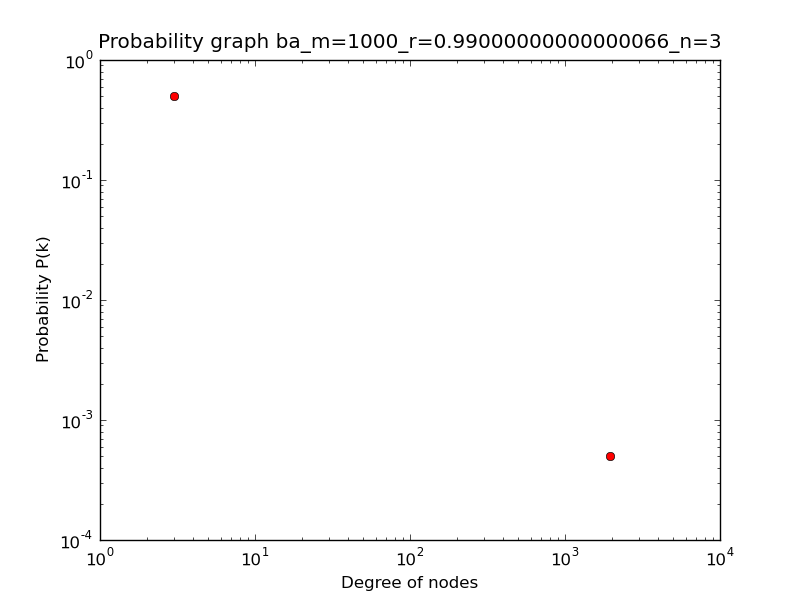 Probability graph ba_m=1000_r=0.99000000000000066_n=3
10^0
10^-1
10^-2
10^-3
10^-4
Probability P(k)
10^0 10^1 10^2 10^3 10^4
Degree of nodes